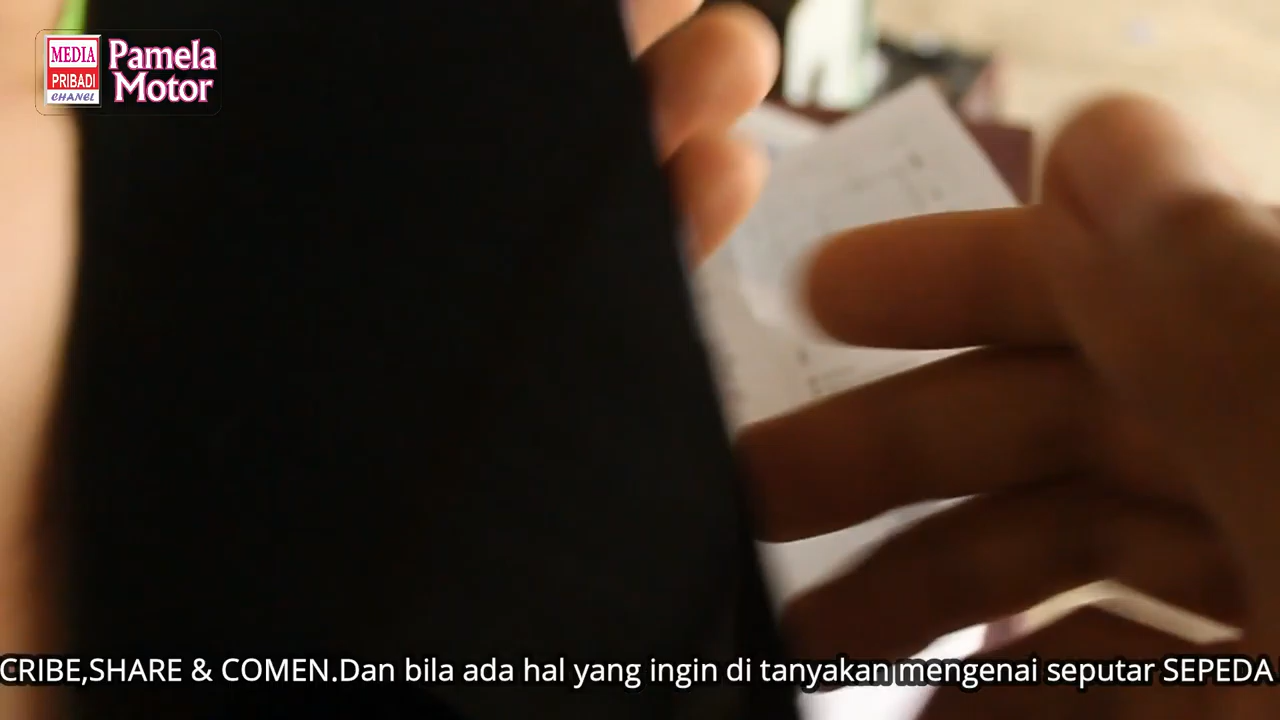 MEDIA
PRIBADI
CHANEL
Pamela
Motor
CRIBE,SHARE & COMEN.Dan bila ada hal yang ingin di tanyakan mengenai seputar SEPEDA